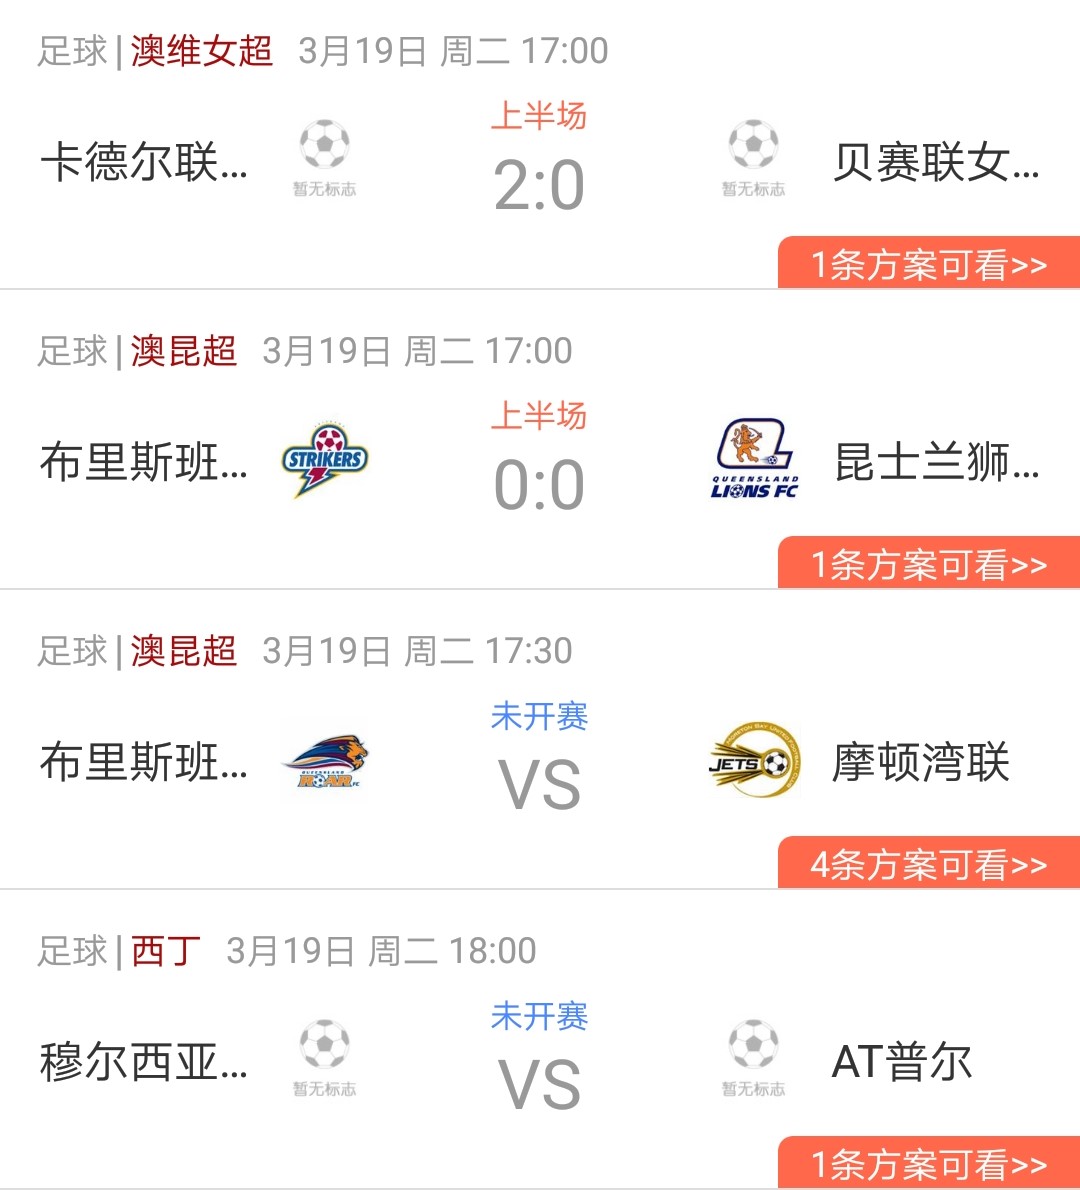 足球|澳维女超 3月19日 周二 17:00
上半场
卡德尔联...
暂无标志
2:0
暂无标志
贝赛联女...
1条方案可看>>
足球|澳昆超 3月19日 周二 17:00
上半场
布里斯班...
STRIKERS
0:0
QUEENSLAND
LIONS FC
昆士兰狮...
1条方案可看>>
足球|澳昆超 3月19日 周二 17:30
未开赛
布里斯班...
QUEENSLAND
ROAR FC
VS
MORETON BAY UNITED FOOTBALL CLUB
JETS
摩顿湾联
4条方案可看>>
足球|西丁 3月19日 周二 18:00
未开赛
穆尔西亚...
暂无标志
VS
暂无标志
AT普尔
1条方案可看>>